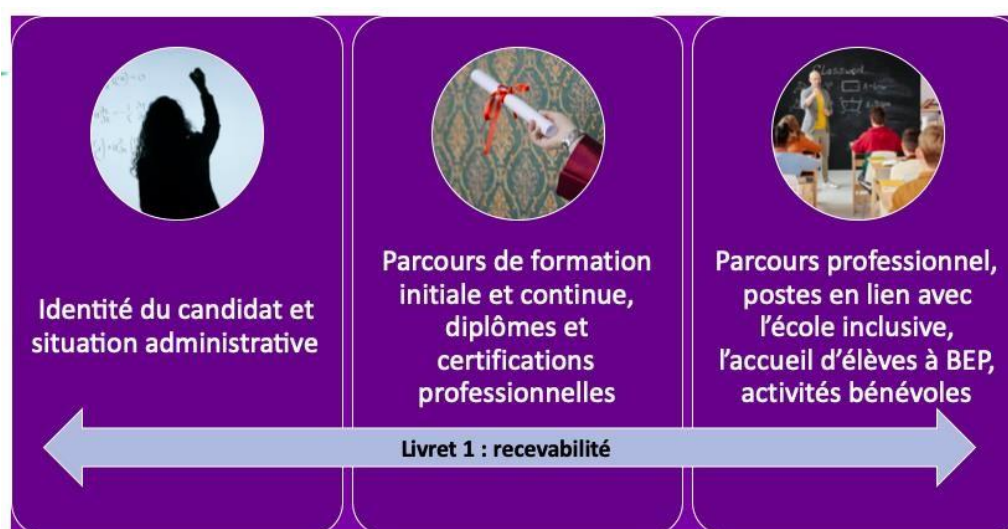 Identité du candidat et
situation administrative
Parcours de formation
initiale et continue,
diplômes et
certifications
professionnelles
Parcours professionnel,
postes en lien avec
l'école inclusive,
l'accueil d'élèves à BEP,
activités bénévoles
Livret 1 : recevabilité